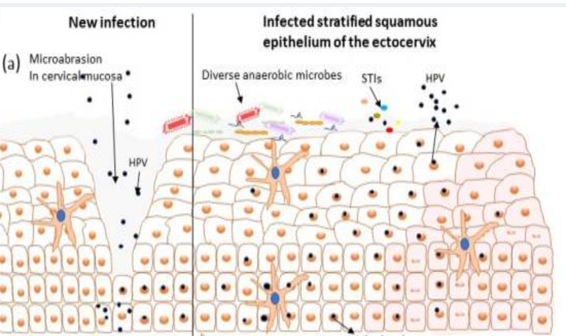 New infection
Infected stratified squamous
epithelium of the ectocervix
(a)
Microabrasion
In cervical mucosa
Diverse anaerobic microbes
STIs
HPV
HPV